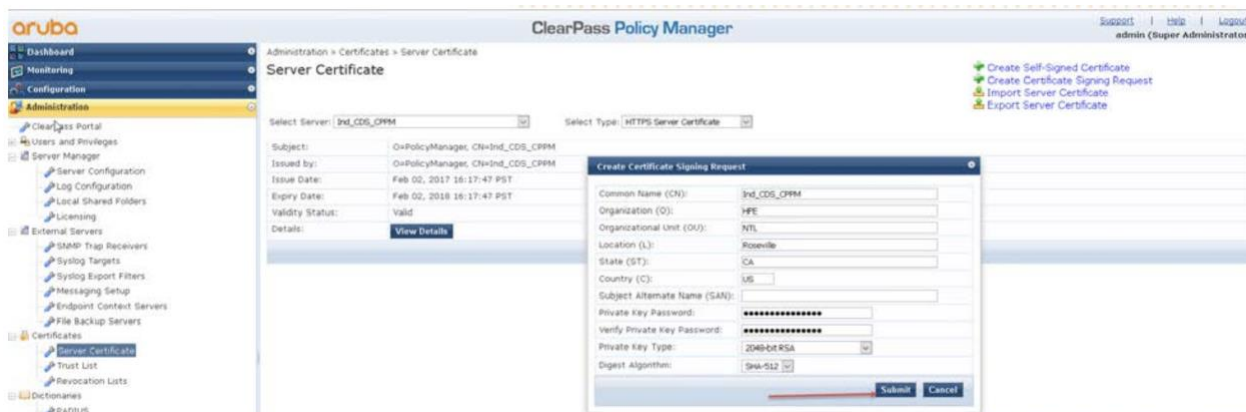 aruba
ClearPass Policy Manager
Support | Help | Logout
admin (Super Administrator
Dashboard
Monitoring
Configuration
Administration
ClearPass Portal
Users and Privileges
Server Manager
Server Configuration
Log Configuration
Local Shared Folders
Licensing
External Servers
SNMP Trap Receivers
Syslog Targets
Syslog Export Filters
Messaging Setup
Endpoint Context Servers
File Backup Servers
Certificates
Server Certificate
Trust List
Revocation Lists
Dictionaries
RADIUS
Administration » Certificates » Server Certificate
Server Certificate
Create Self-Signed Certificate
Create Certificate Signing Request
Import Server Certificate
Export Server Certificate
Select Server: Ind_CDS_CPPM
Select Type: HTTPS Server Certificate
Subject: O=PolicyManager, CN=Ind_CDS_CPPM
Issued by: O=PolicyManager, CN=Ind_CDS_CPPM
Issue Date: Feb 02, 2017 16:17:47 PST
Expiry Date: Feb 02, 2018 16:17:47 PST
Validity Status: Valid
Details: View Details
Create Certificate Signing Request
Common Name (CN): Ind_CDS_CPPM
Organization (O): HPE
Organizational Unit (OU): NTL
Location (L): Roseville
State (ST): CA
Country (C): US
Subject Alternate Name (SAN):
Private Key Password:
Verify Private Key Password:
Private Key Type: 2048-bit RSA
Digest Algorithm: SHA-512
Submit Cancel